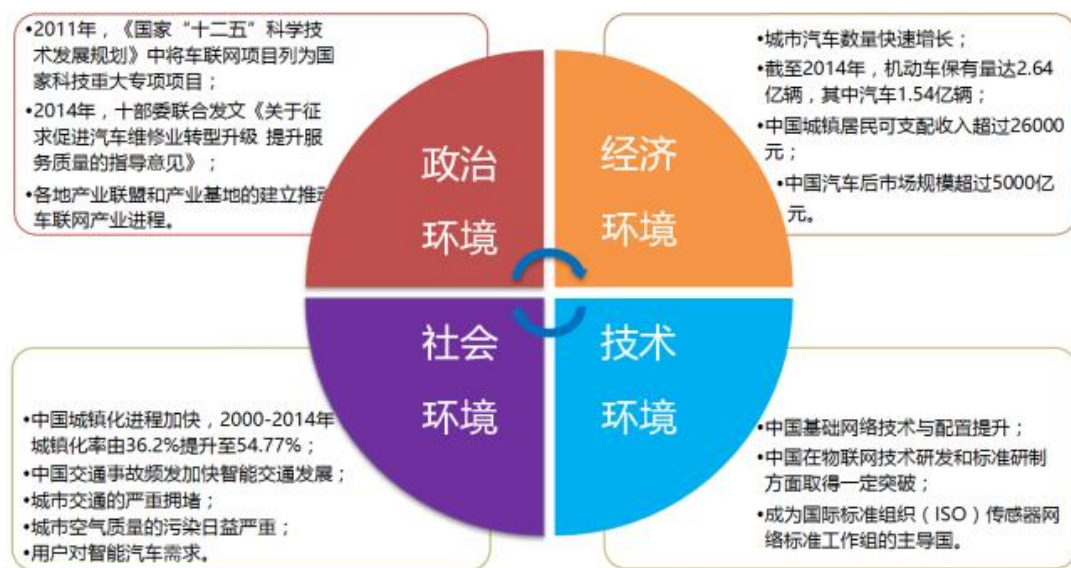 •2011年，《国家“十二五”科学技
术发展规划》中将车联网项目列为国
家科技重大专项项目；
•2014年，十部委联合发文《关于征
求促进汽车维修业转型升级 提升服
务质量的指导意见》；
•各地产业联盟和产业基地的建立推动
车联网产业进程。
政治
环境
经济
环境
•城市汽车数量快速增长；
•截至2014年，机动车保有量达2.64
亿辆，其中汽车1.54亿辆；
•中国城镇居民可支配收入超过26000
元；
•中国汽车后市场规模超过5000亿
元。
社会
环境
技术
环境
•中国城镇化进程加快，2000-2014年
城镇化率由36.2%提升至54.77%；
•中国交通事故频发加快智能交通发展；
•城市交通的严重拥堵；
•城市空气质量的污染日益严重；
•用户对智能汽车需求。
•中国基础网络技术与配置提升；
•中国在物联网技术研发和标准研制
方面取得一定突破；
•成为国际标准组织（ISO）传感器网
络标准工作组的主导国。